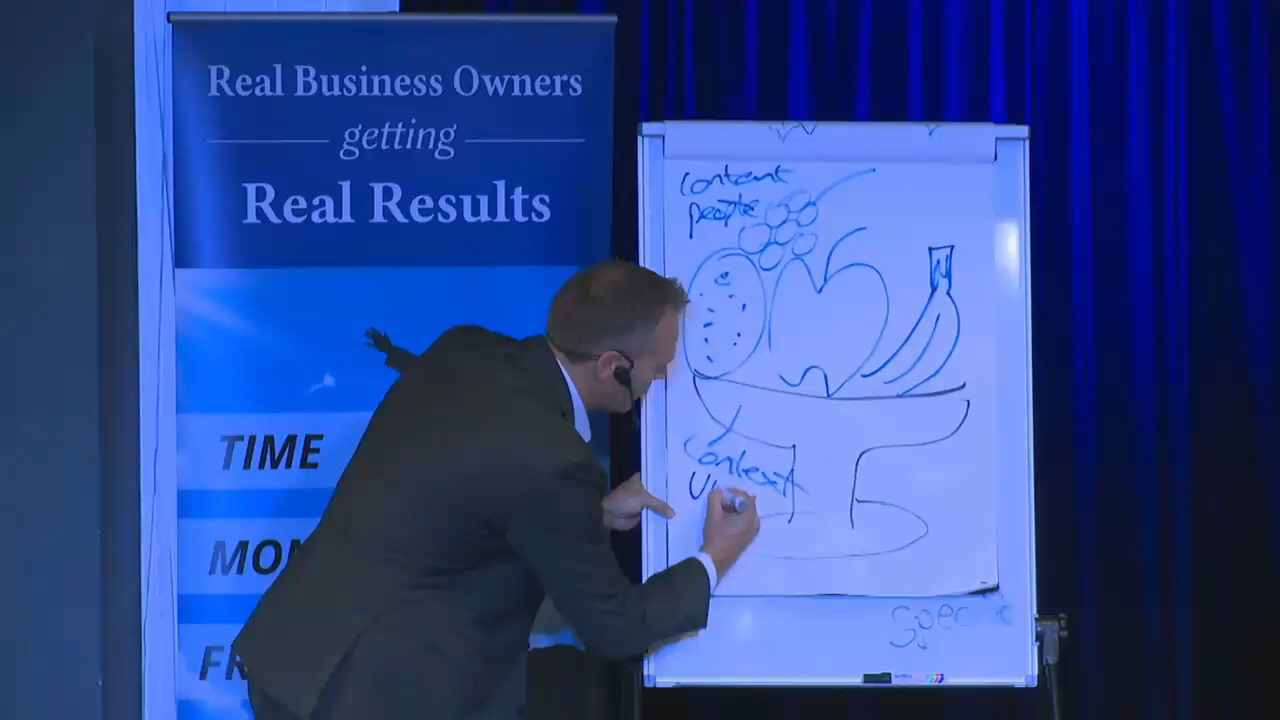 Real Business Owners
getting
Real Results
TIME
MON
FR
content
people
Context